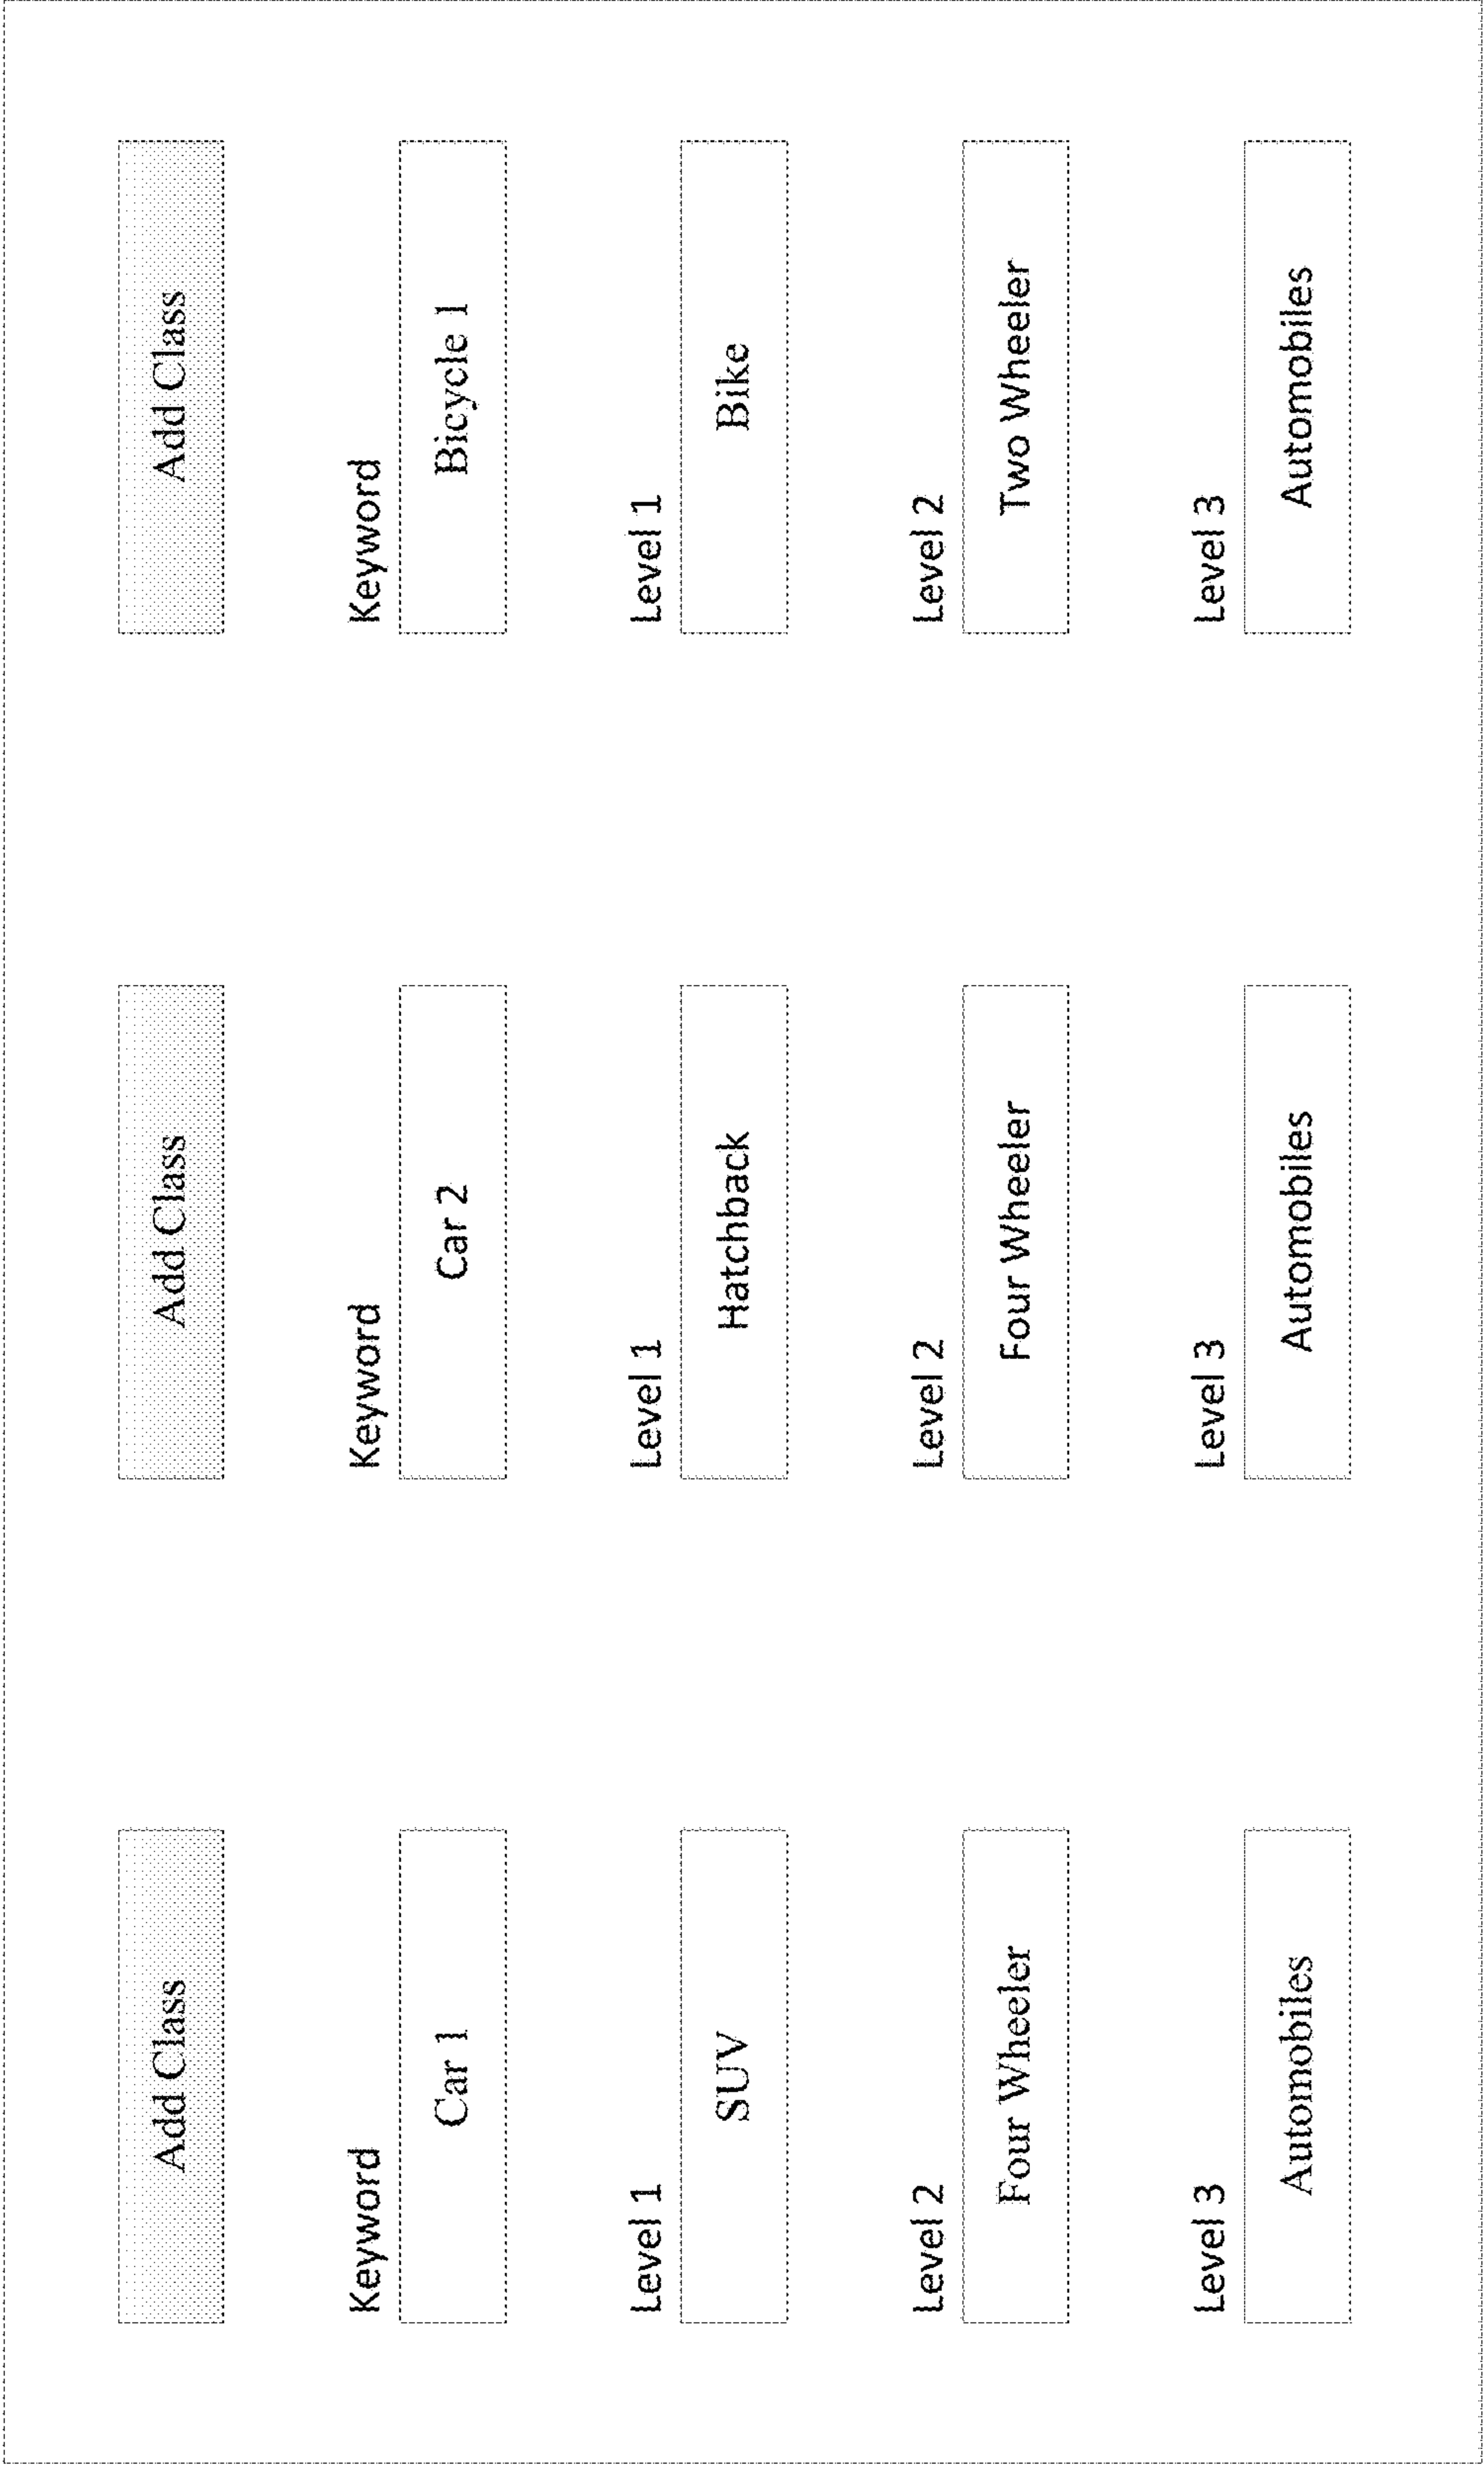 Add Class
Keyword
Car 1
Level 1
SUV
Level 2
Four Wheeler
Level 3
Automobiles
Add Class
Keyword
Car 2
Level 1
Hatchback
Level 2
Four Wheeler
Level 3
Automobiles
Add Class
Keyword
Bicycle 1
Level 1
Bike
Level 2
Two Wheeler
Level 3
Automobiles